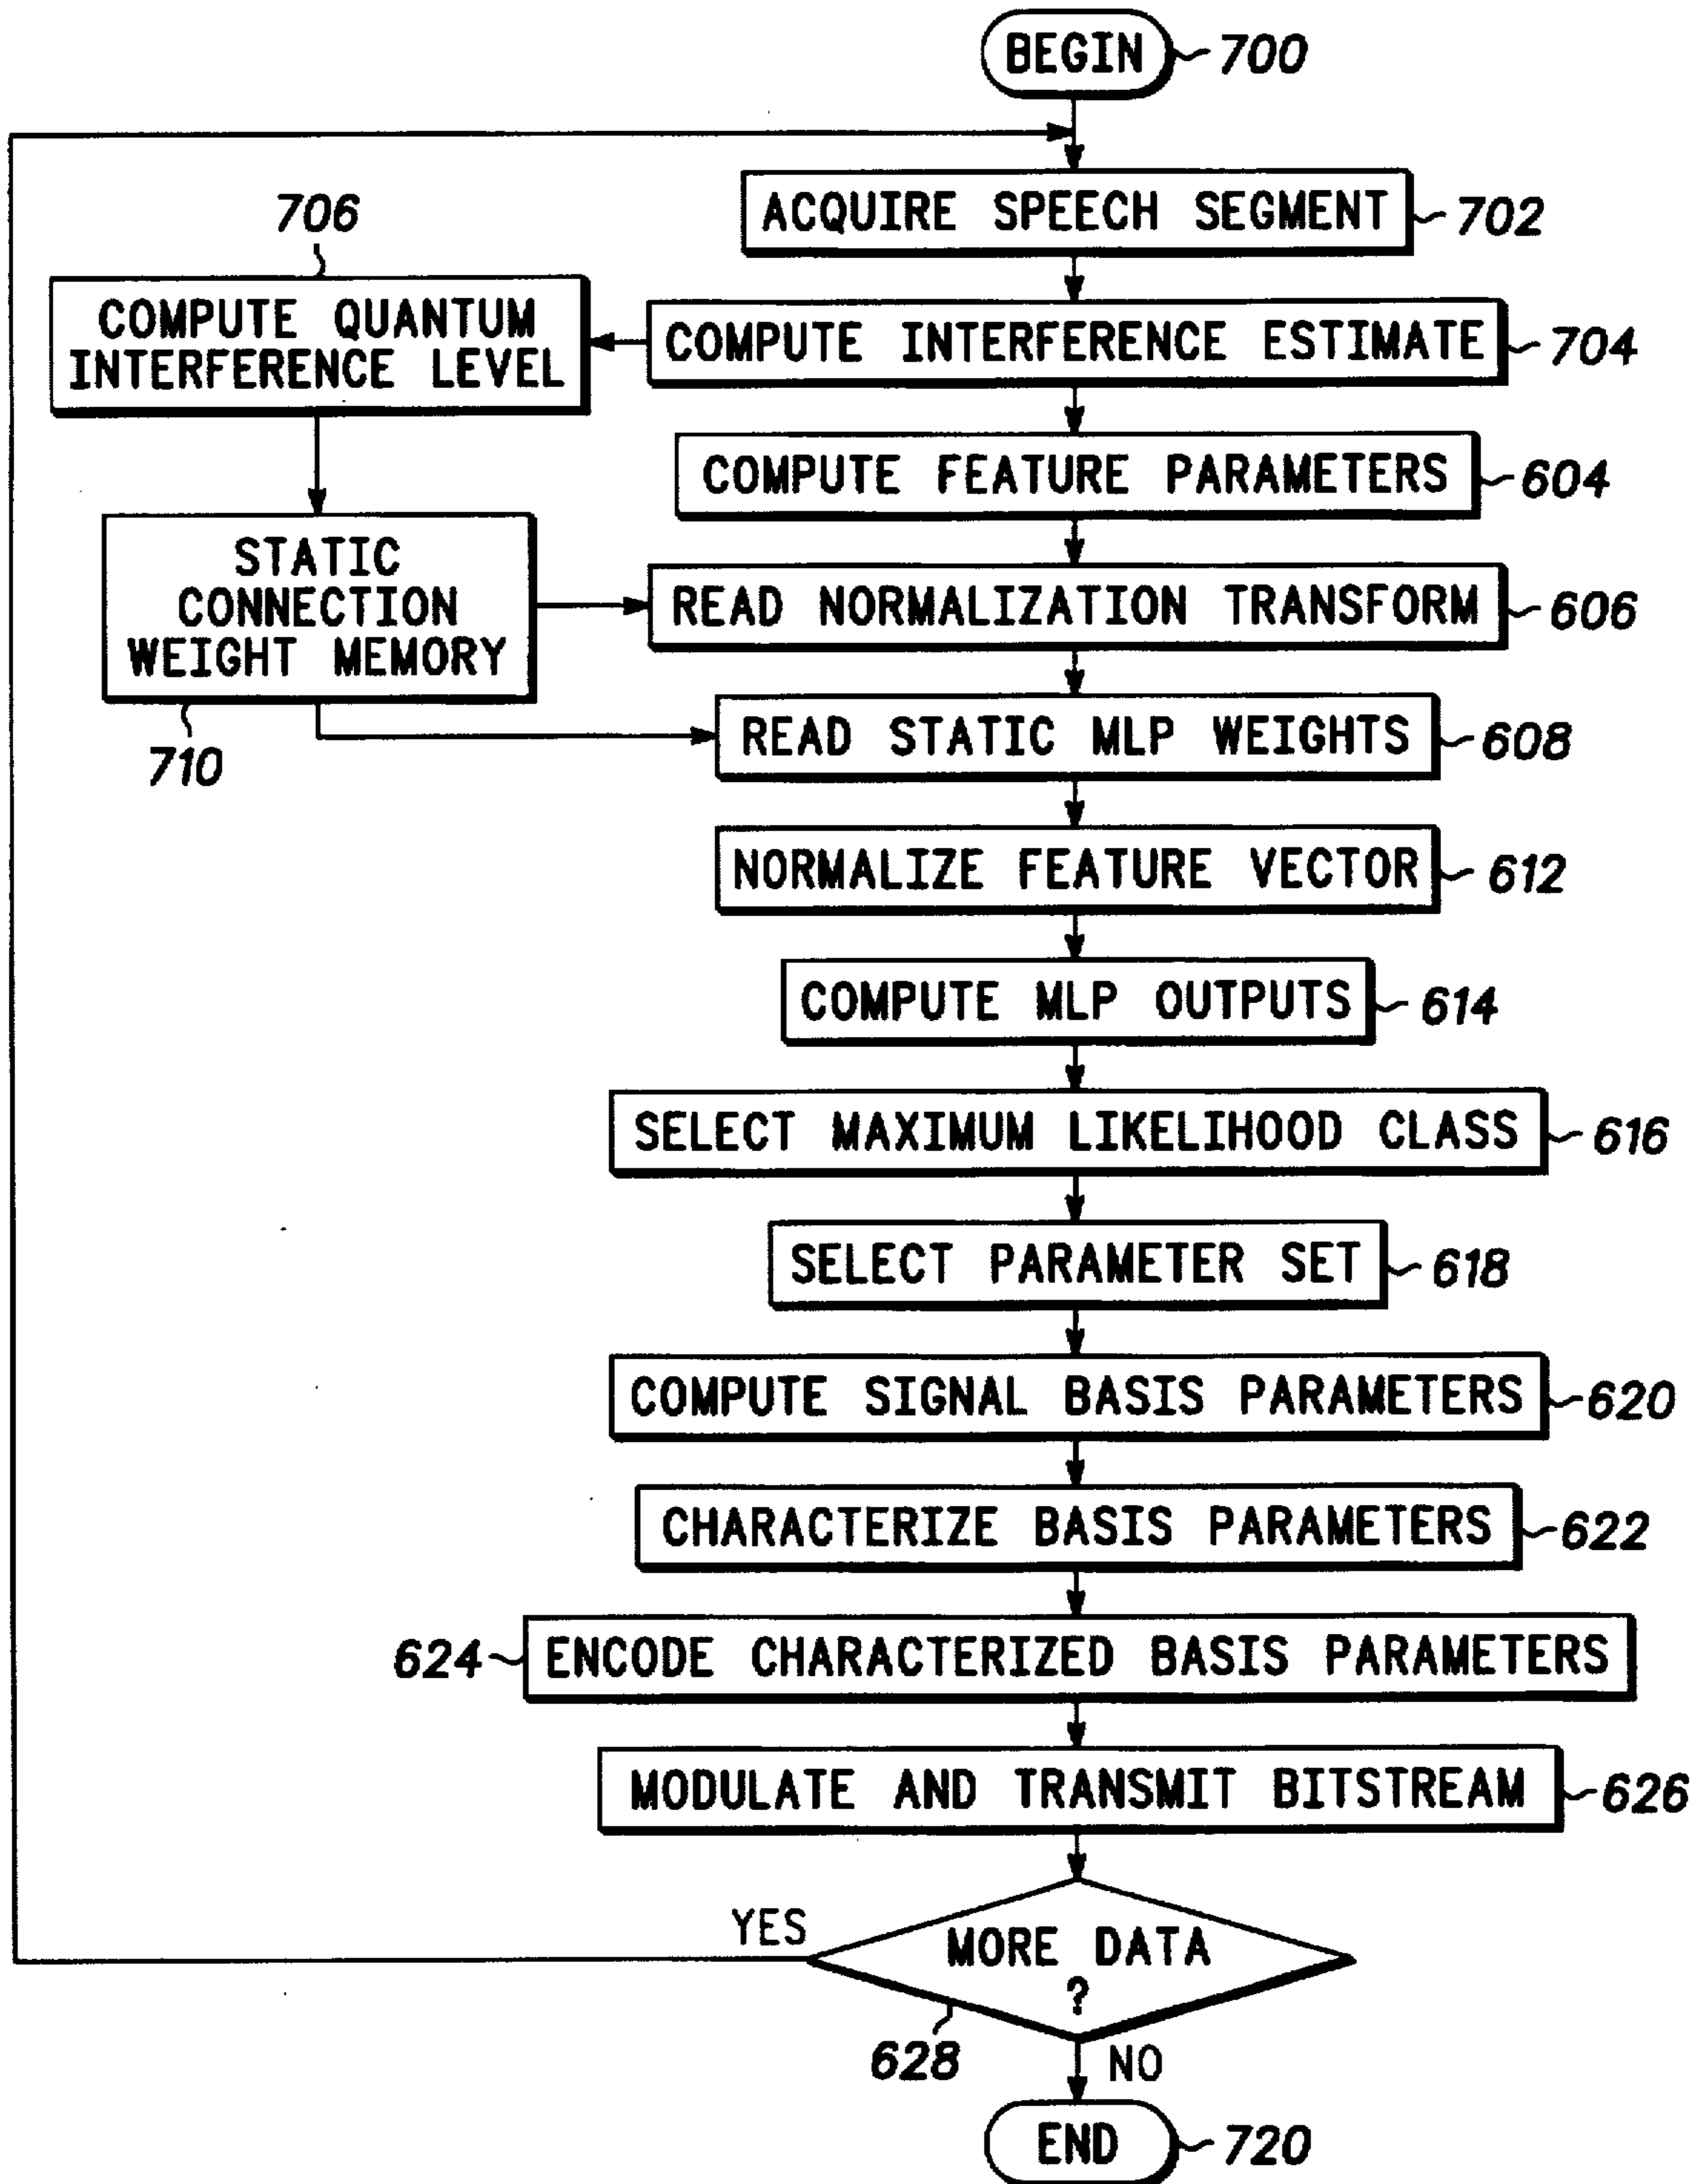 BEGIN
700
ACQUIRE SPEECH SEGMENT
702
706
COMPUTE QUANTUM
INTERFERENCE LEVEL
COMPUTE INTERFERENCE ESTIMATE
704
COMPUTE FEATURE PARAMETERS
604
STATIC
CONNECTION
WEIGHT MEMORY
710
READ NORMALIZATION TRANSFORM
606
READ STATIC MLP WEIGHTS
608
NORMALIZE FEATURE VECTOR
612
COMPUTE MLP OUTPUTS
614
SELECT MAXIMUM LIKELIHOOD CLASS
616
SELECT PARAMETER SET
618
COMPUTE SIGNAL BASIS PARAMETERS
620
CHARACTERIZE BASIS PARAMETERS
622
624
ENCODE CHARACTERIZED BASIS PARAMETERS
MODULATE AND TRANSMIT BITSTREAM
626
YES
MORE DATA
?
628
NO
END
720